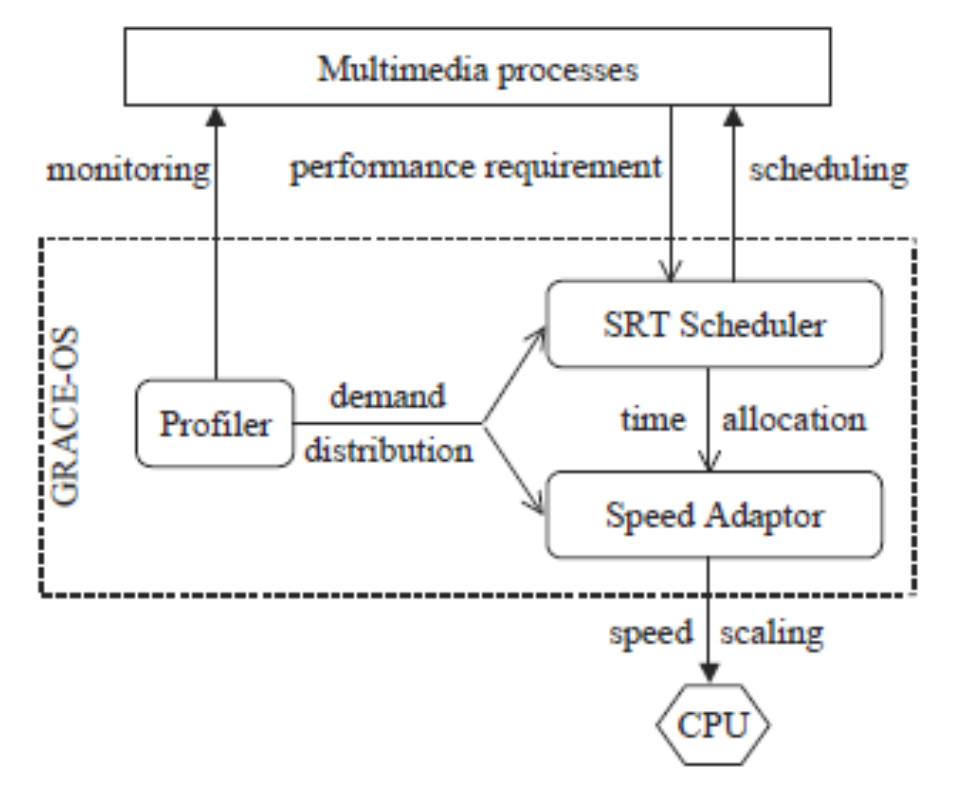 Multimedia processes
monitoring
performance requirement
scheduling
GRACE-OS
SRT Scheduler
Profiler
demand
distribution
time allocation
Speed Adaptor
speed scaling
CPU